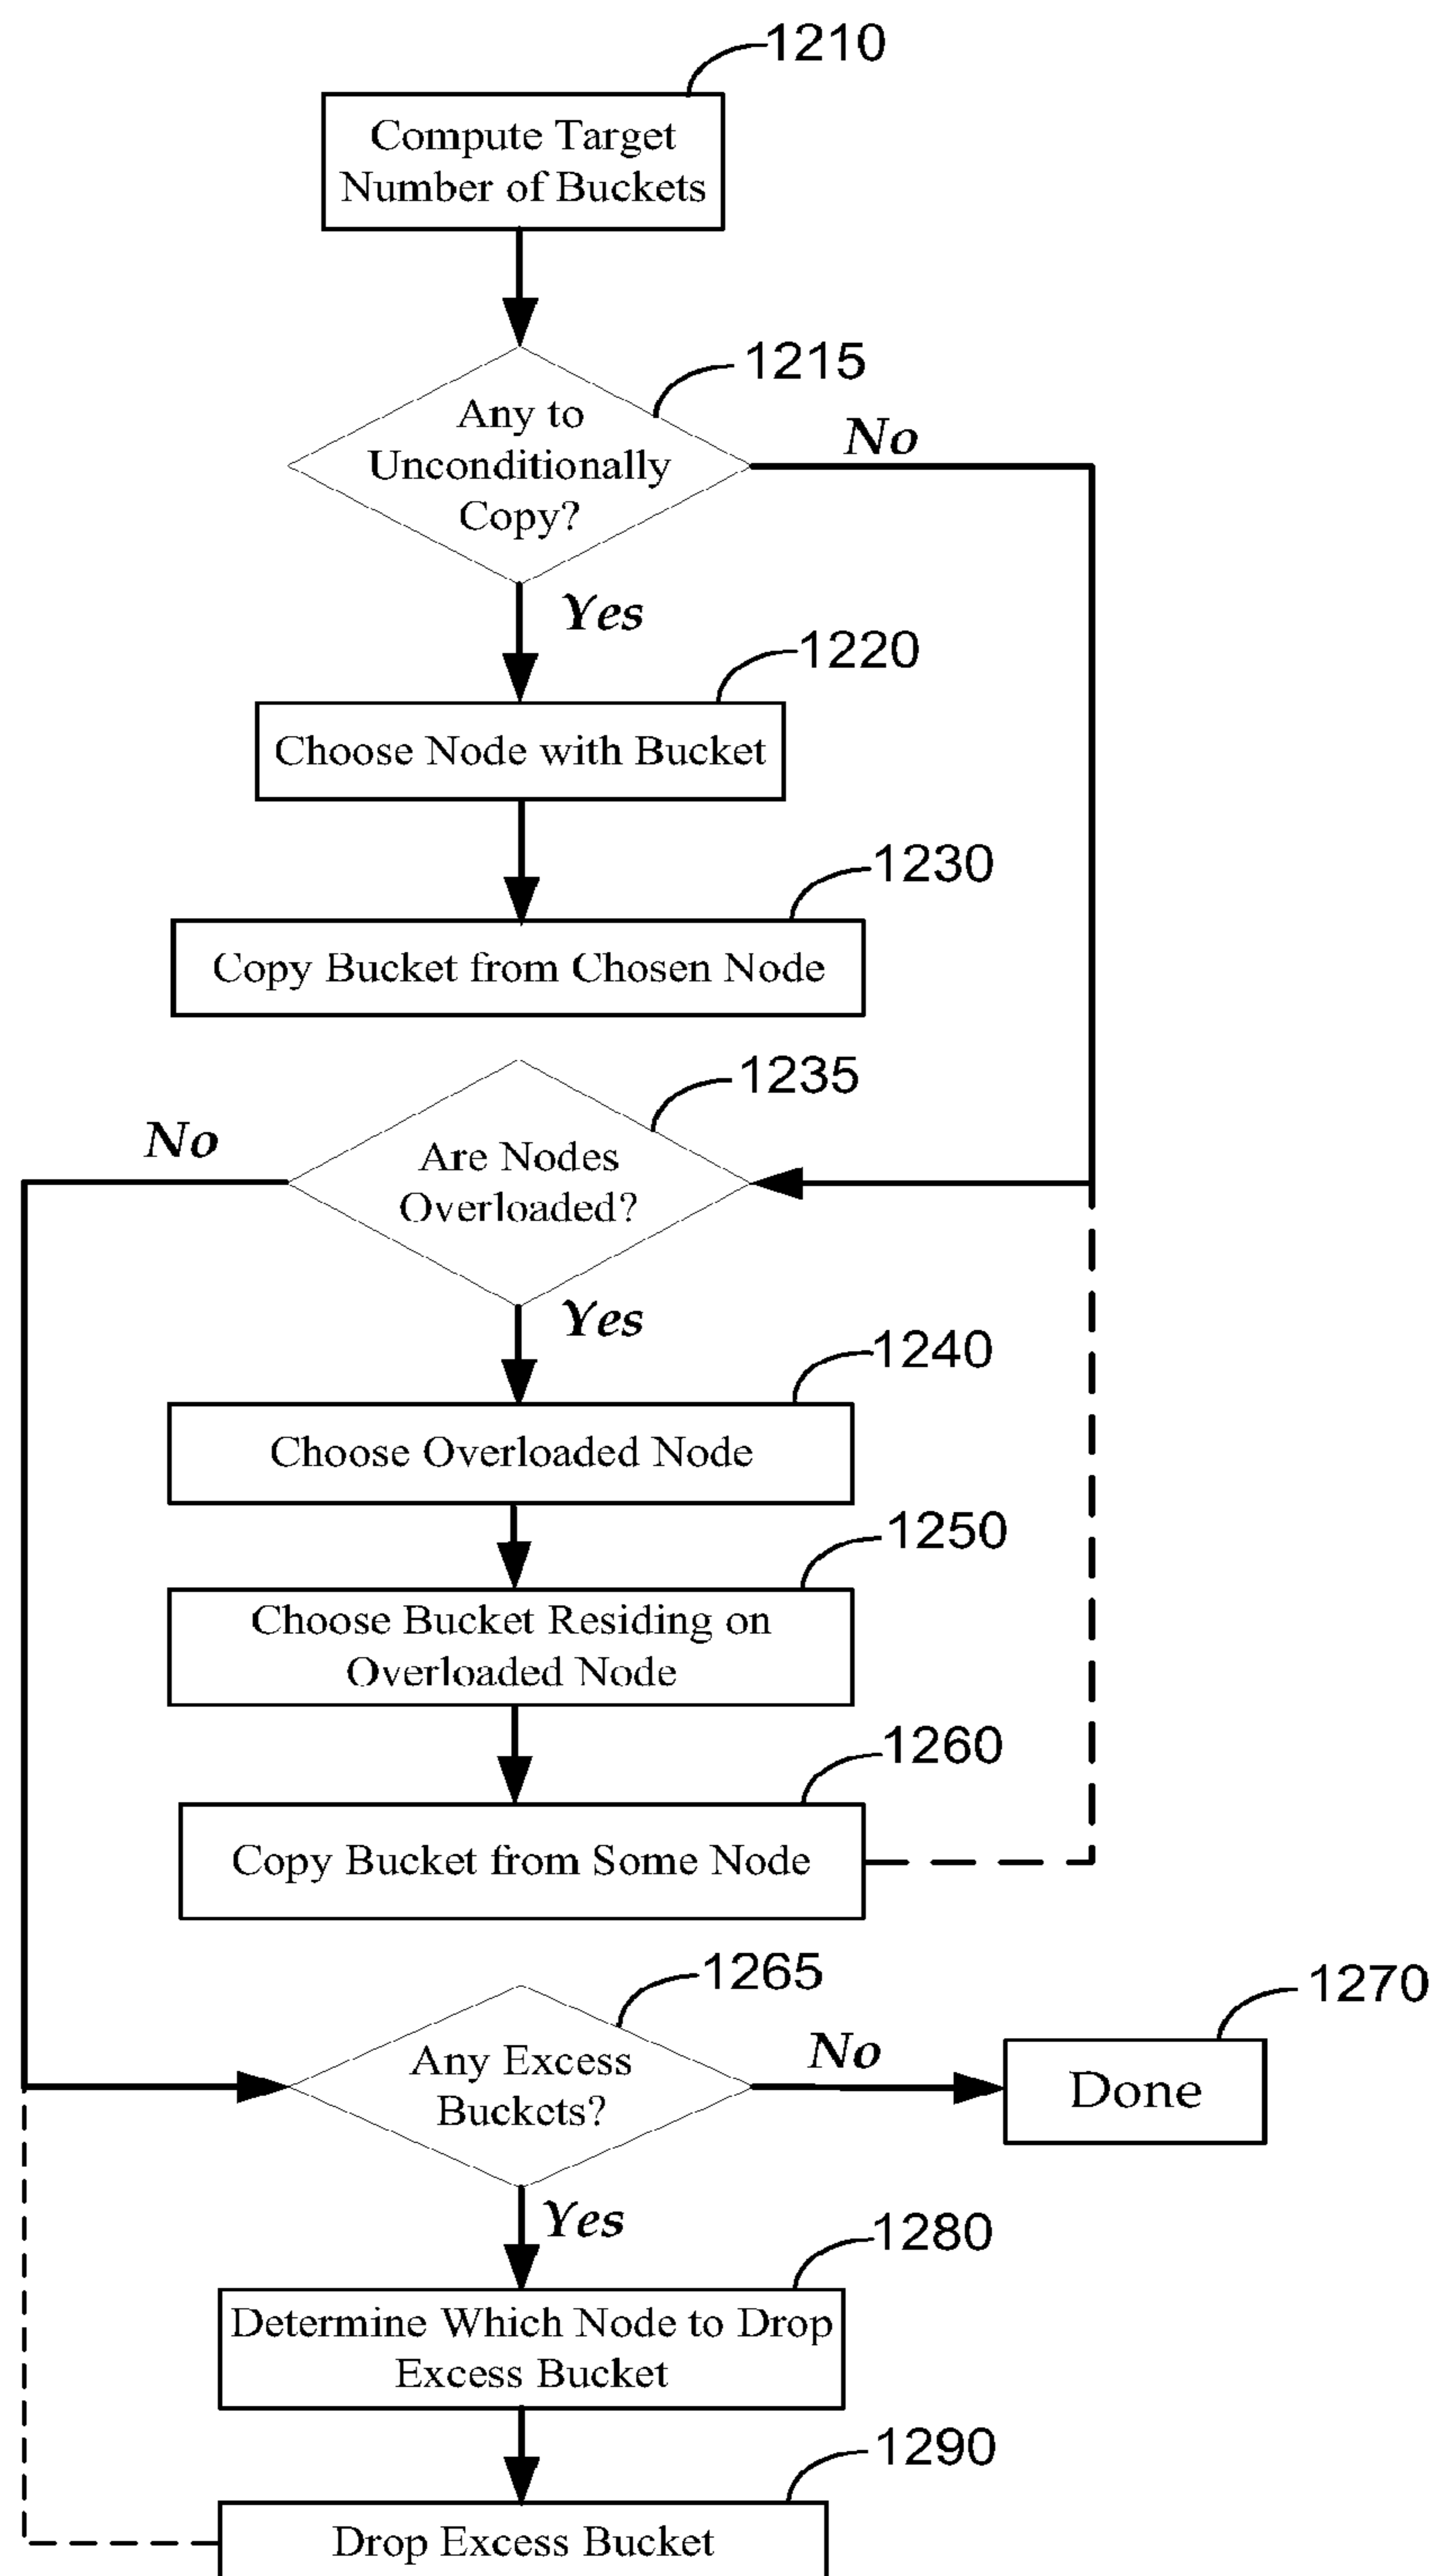 1210
Compute Target
Number of Buckets
1215
Any to
Unconditionally
Copy?
No
Yes
1220
Choose Node with Bucket
1230
Copy Bucket from Chosen Node
1235
No
Are Nodes
Overloaded?
Yes
1240
Choose Overloaded Node
1250
Choose Bucket Residing on
Overloaded Node
1260
Copy Bucket from Some Node
1265
1270
Any Excess
Buckets?
No
Done
Yes
1280
Determine Which Node to Drop
Excess Bucket
1290
Drop Excess Bucket